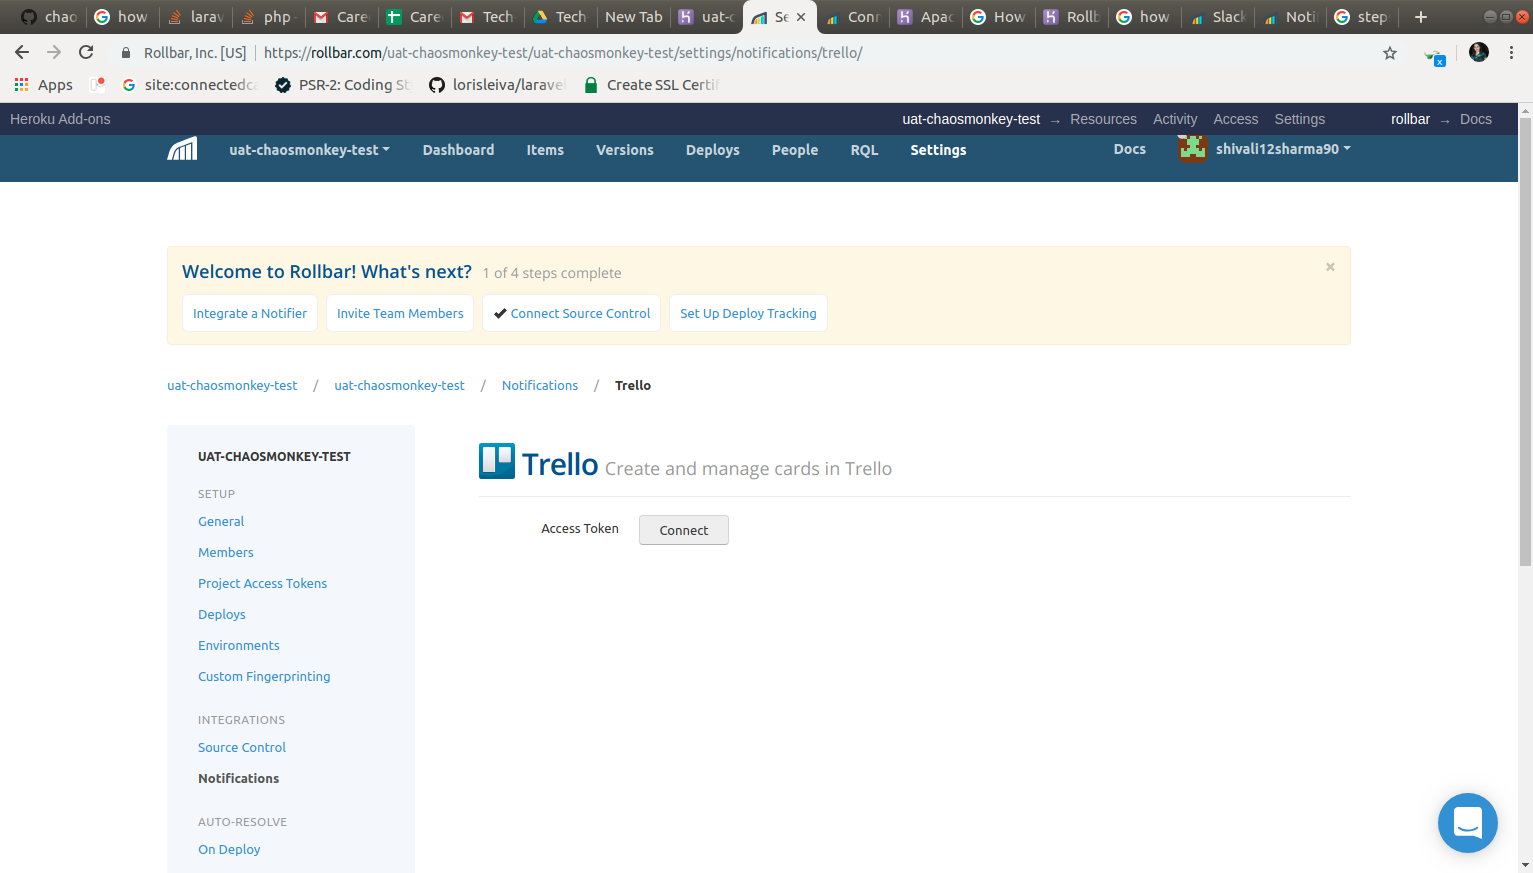 chao how larav php Care Care Tech Tech New Tab uat-c Se Conn Apac How Rollb how Slack Noti step
Rollbar, Inc. [US] https://rollbar.com/uat-chaosmonkey-test/uat-chaosmonkey-test/settings/notifications/trello/
Apps site:connectedca PSR-2: Coding St lorisleiva/laravel Create SSL Certif
Heroku Add-ons uat-chaosmonkey-test → Resources Activity Access Settings rollbar → Docs
uat-chaosmonkey-test Dashboard Items Versions Deploys People RQL Settings Docs shivali12sharma90
Welcome to Rollbar! What's next? 1 of 4 steps complete ×
Integrate a Notifier Invite Team Members ✔ Connect Source Control Set Up Deploy Tracking
uat-chaosmonkey-test / uat-chaosmonkey-test / Notifications / Trello
UAT-CHAOSMONKEY-TEST
SETUP
General
Members
Project Access Tokens
Deploys
Environments
Custom Fingerprinting
INTEGRATIONS
Source Control
Notifications
AUTO-RESOLVE
On Deploy
Trello Create and manage cards in Trello
Access Token Connect